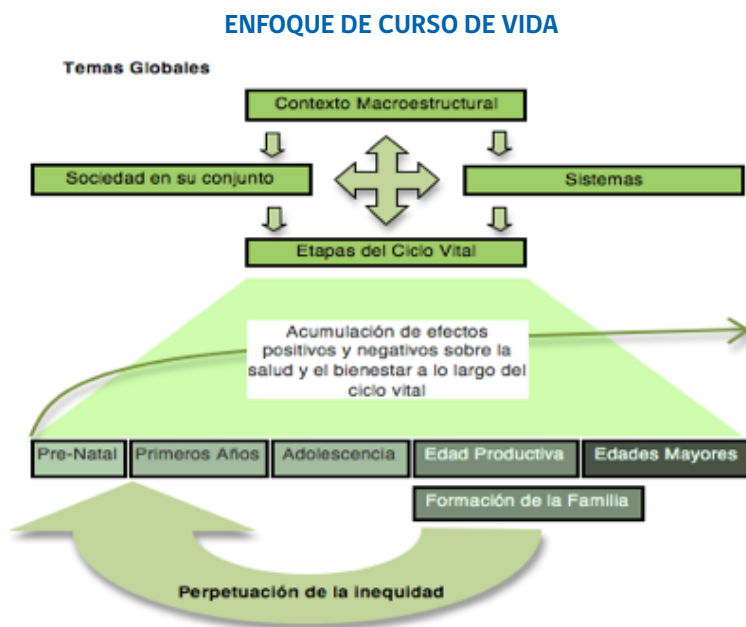 ENFOQUE DE CURSO DE VIDA
Temas Globales
Contexto Macroestructural
Sociedad en su conjunto
Sistemas
Etapas del Ciclo Vital
Acumulación de efectos
positivos y negativos sobre la
salud y el bienestar a lo largo del
ciclo vital
Pre-Natal
Primeros Años
Adolescencia
Edad Productiva
Edades Mayores
Formación de la Familia
Perpetuación de la inequidad